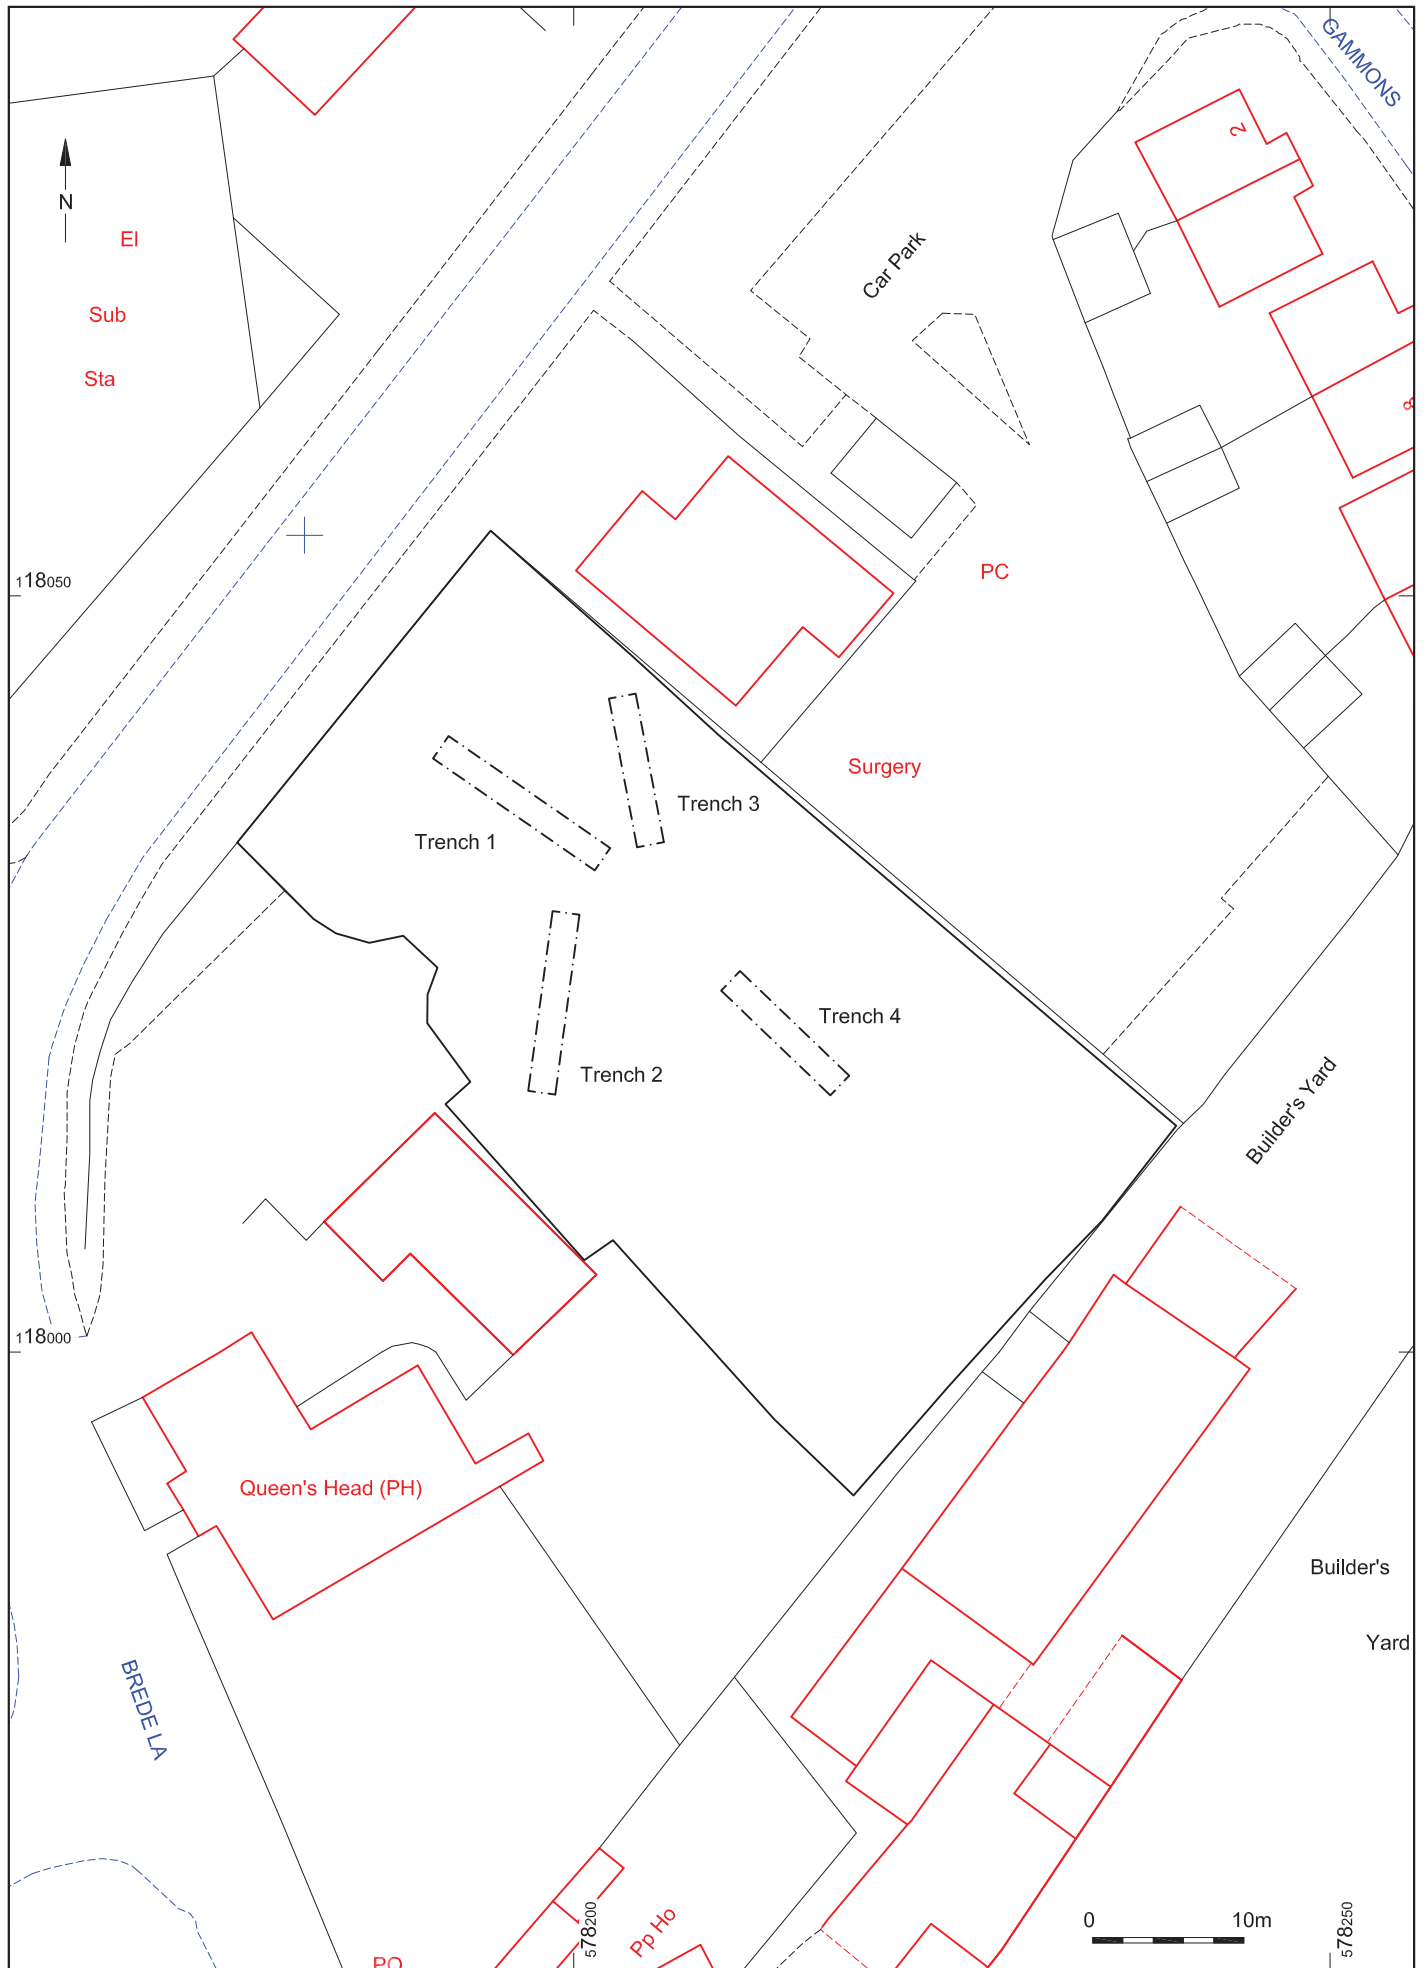 GAMMONS
2
N
El
Car Park
Sub
Sta
8
118050
PC
Surgery
Trench 3
Trench 1
Trench 4
Trench 2
Builder's Yard
118000
Queen's Head (PH)
Builder's
Yard
BREDE LA
0 10m
578200
578250
Pp Ho
PO